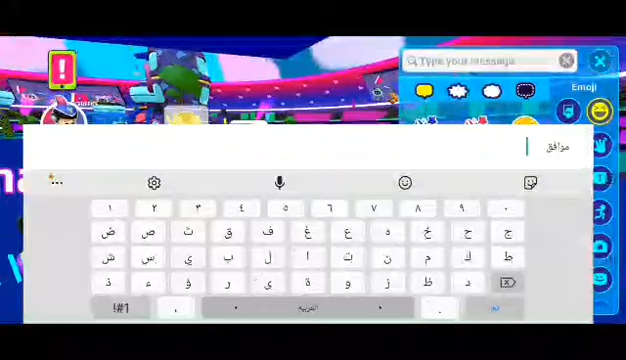 Type your message
Emoji
موافق
١ ٢ ٣ ٤ ٥ ٦ ٧ ٨ ٩ ٠
ض ص ث ق ف غ ع ه خ ح ج
ش س ي ب ل ا ت ن م ك ط
ذ ء ؤ ر ى ة و ز ظ د
!#1 ، العربية .